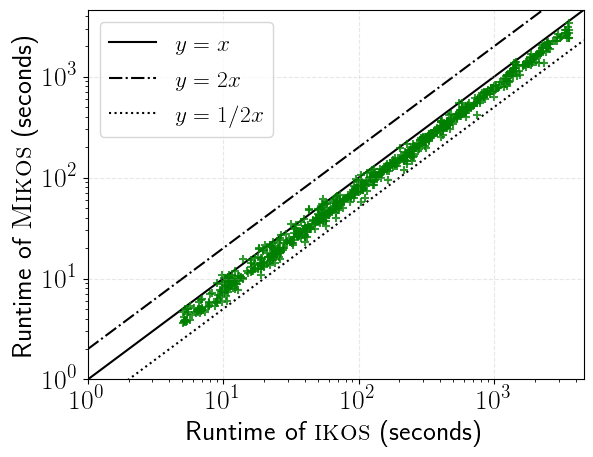 y = x
y = 2x
y = 1/2x
10^3
10^2
10^1
10^0
10^0 10^1 10^2 10^3
Runtime of IKOS (seconds)
Runtime of MIKOS (seconds)